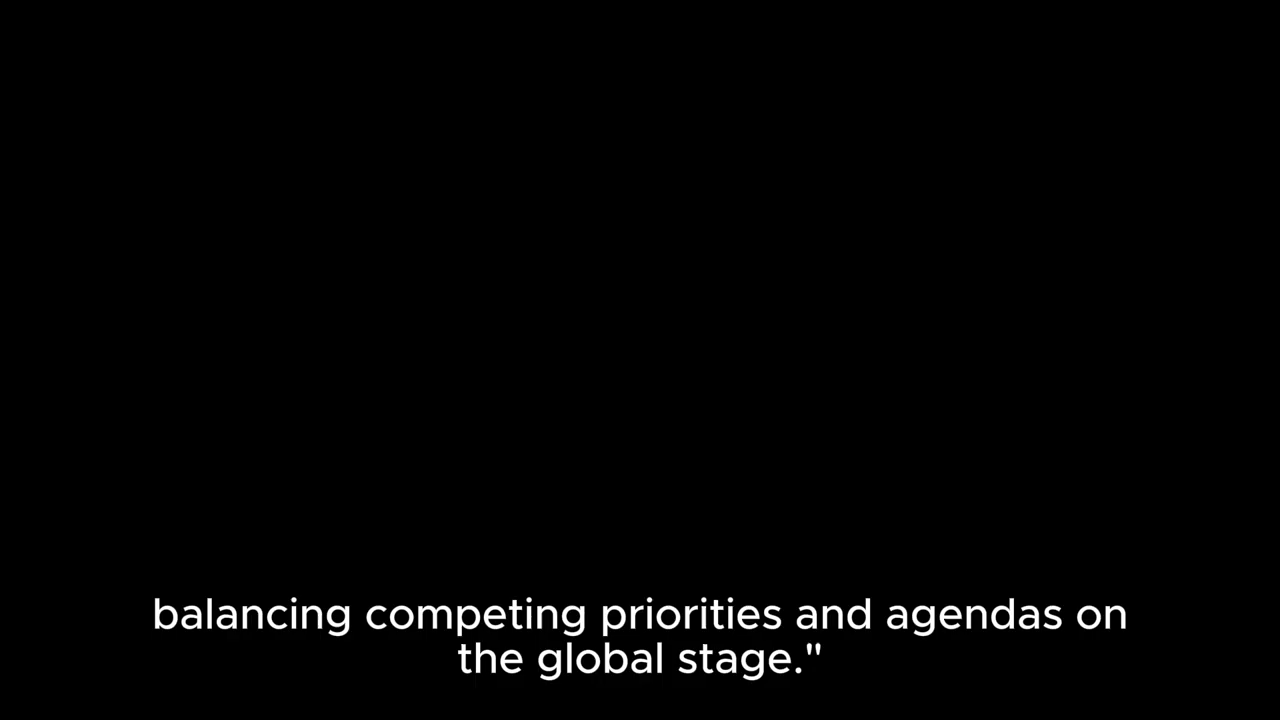 balancing competing priorities and agendas on
the global stage."